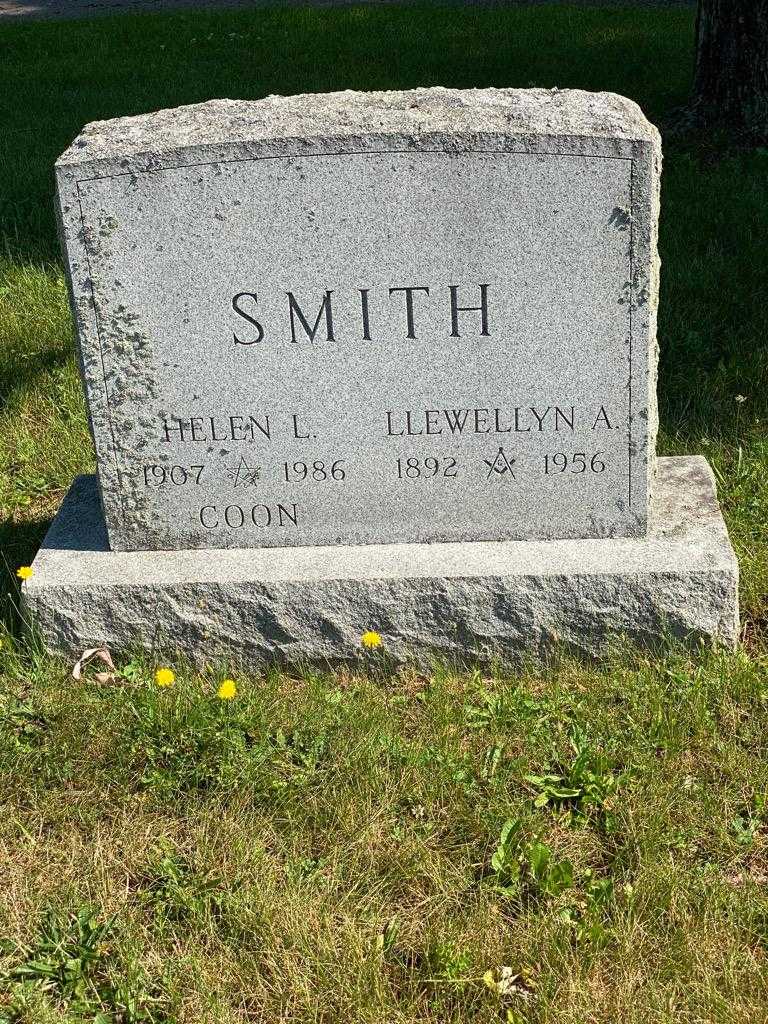 SMITH
HELEN L. LLEWELLYN A.
1907 1986 1892 1956
COON